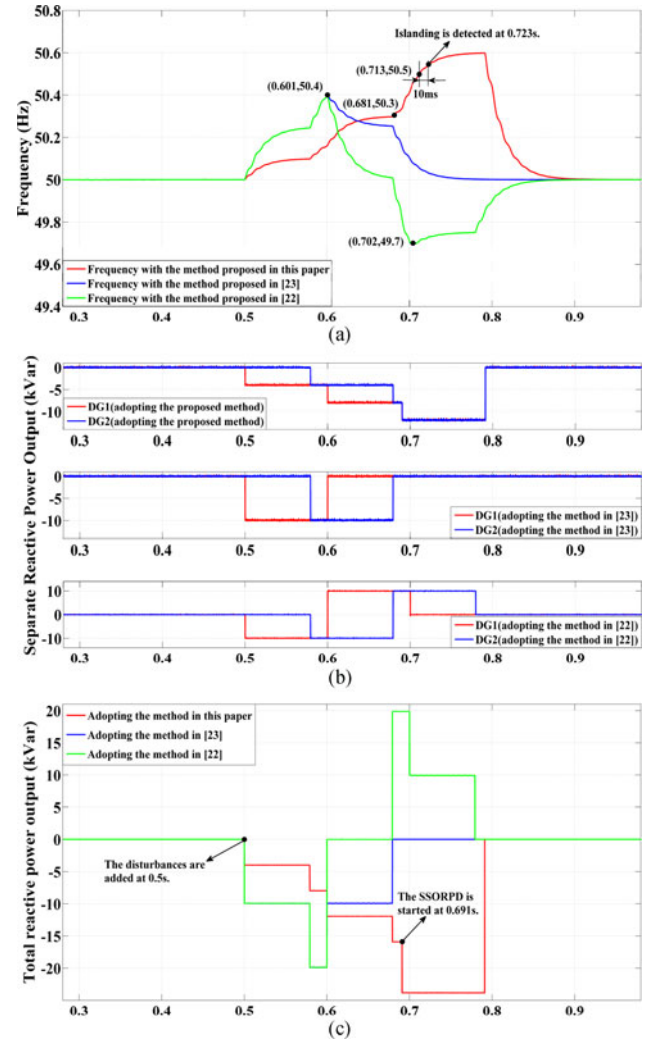 50.8
50.6
50.4
50.2
50
49.8
49.6
49.4
Frequency (Hz)
Islanding is detected at 0.723s.
(0.713,50.5)
10ms
(0.601,50.4)
(0.681,50.3)
(0.702,49.7)
Frequency with the method proposed in this paper
Frequency with the method proposed in [23]
Frequency with the method proposed in [22]
0.3 0.4 0.5 0.6 0.7 0.8 0.9
(a)
Separate Reactive Power Output (kVar)
0
-5
-10
DG1(adopting the proposed method)
DG2(adopting the proposed method)
0.3 0.4 0.5 0.6 0.7 0.8 0.9
0
-5
-10
DG1(adopting the method in [23])
DG2(adopting the method in [23])
0.3 0.4 0.5 0.6 0.7 0.8 0.9
10
0
-10
DG1(adopting the method in [22])
DG2(adopting the method in [22])
0.3 0.4 0.5 0.6 0.7 0.8 0.9
(b)
Total reactive power output (kVar)
20
15
10
5
0
-5
-10
-15
-20
Adopting the method in this paper
Adopting the method in [23]
Adopting the method in [22]
The disturbances are
added at 0.5s.
The SSORPD is
started at 0.691s.
0.3 0.4 0.5 0.6 0.7 0.8 0.9
(c)